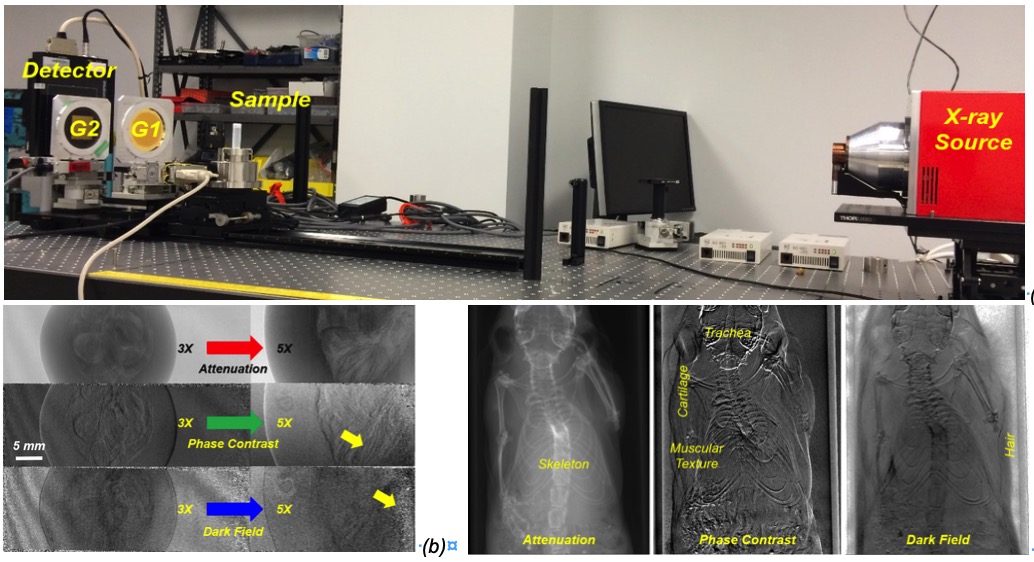 Detector
G2
G1
Sample
X-ray
Source
THORLABS
(
3X
5X
Attenuation
3X
5X
Phase Contrast
5 mm
3X
5X
Dark Field
(b)¤
Skeleton
Attenuation
Trachea
Cartilage
Muscular
Texture
Phase Contrast
Hair
Dark Field